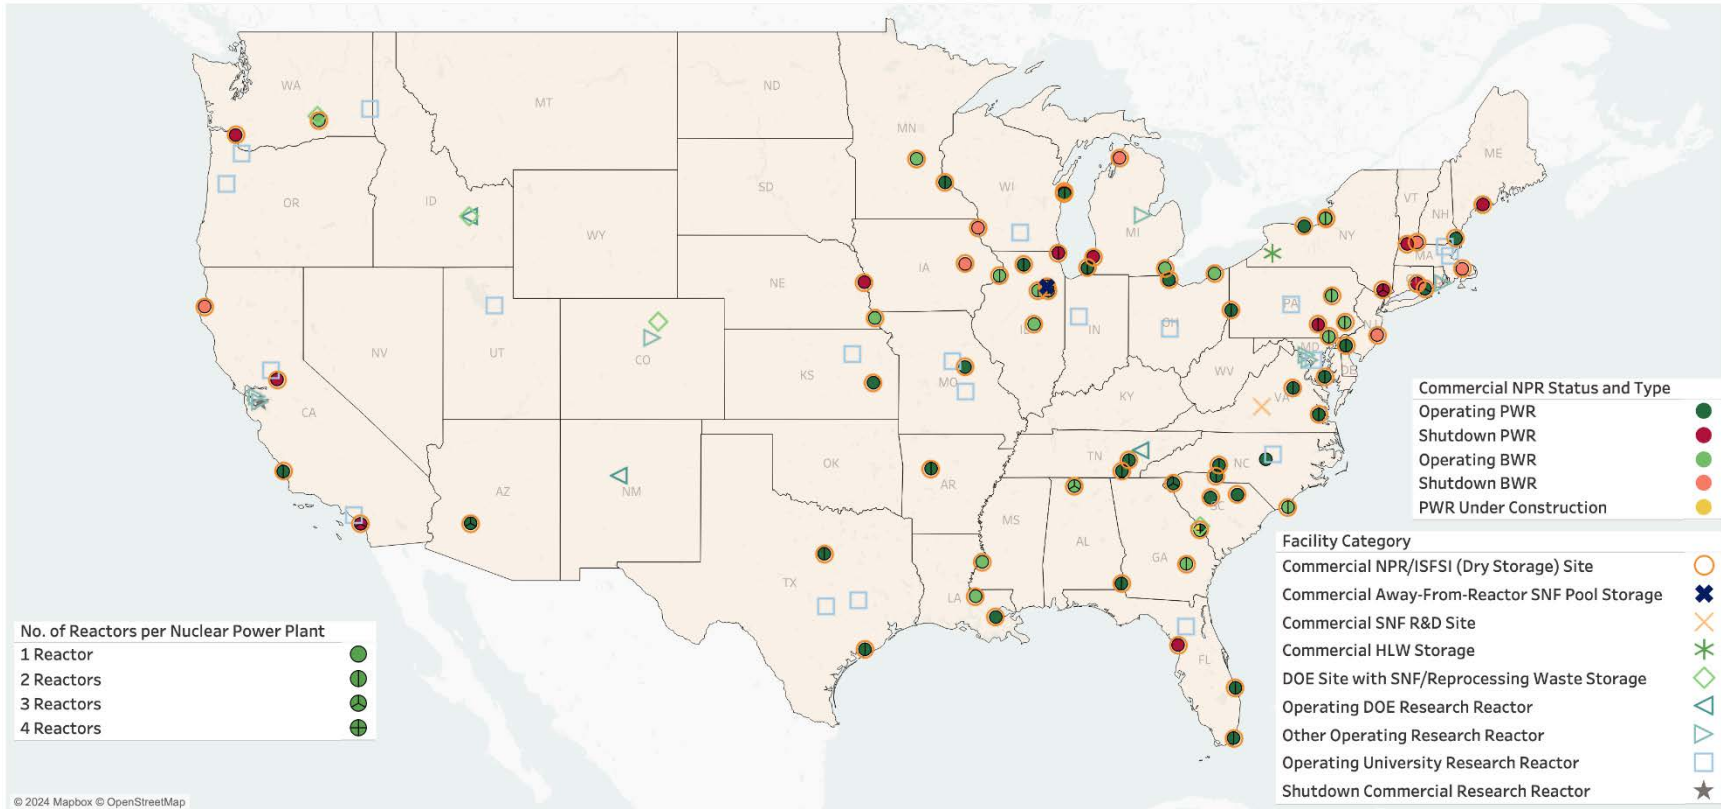 WA
MT
ND
MN
ME
OR
ID
SD
WI
MI
VT
NH
NY
MA
WY
IA
NE
PA
NJ
NV
UT
CO
IN
OH
MD
DE
WV
KS
MO
KY
VA
CA
TN
NC
OK
AR
AZ
NM
SC
MS
AL
GA
TX
LA
FL
Commercial NPR Status and Type
Operating PWR
Shutdown PWR
Operating BWR
Shutdown BWR
PWR Under Construction
Facility Category
Commercial NPR/ISFSI (Dry Storage) Site
Commercial Away-From-Reactor SNF Pool Storage
Commercial SNF R&D Site
Commercial HLW Storage
DOE Site with SNF/Reprocessing Waste Storage
Operating DOE Research Reactor
Other Operating Research Reactor
Operating University Research Reactor
Shutdown Commercial Research Reactor
No. of Reactors per Nuclear Power Plant
1 Reactor
2 Reactors
3 Reactors
4 Reactors
© 2024 Mapbox © OpenStreetMap